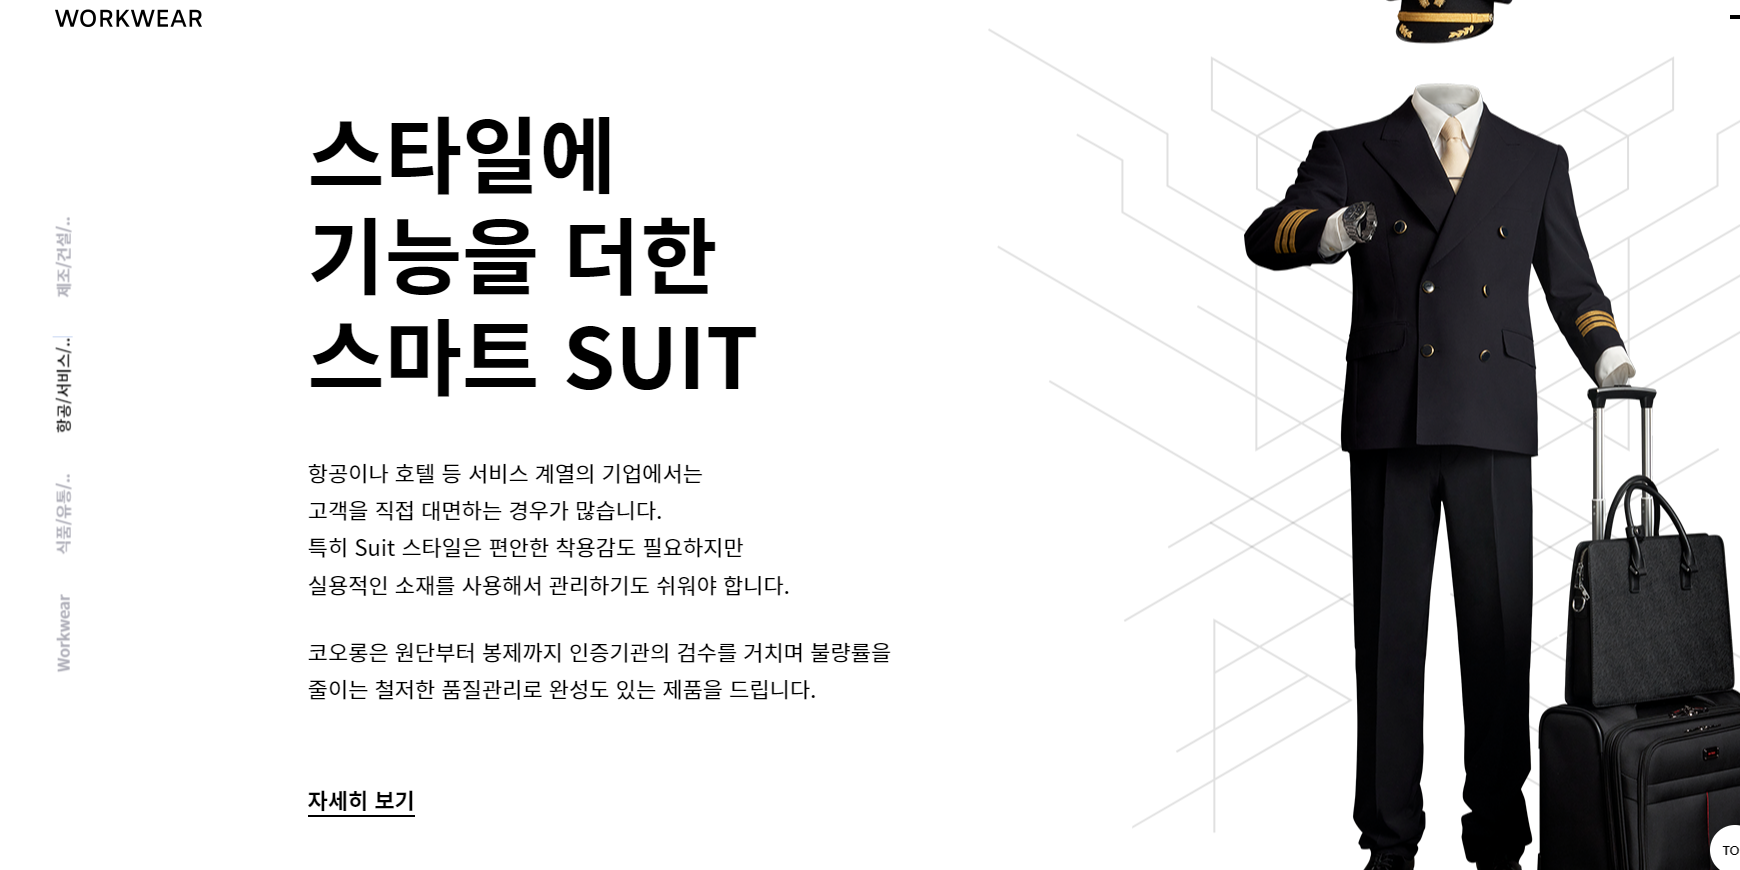 WORKWEAR
제조/건설/..
항공/서비스/..
식품/유통/..
Workwear
스타일에
기능을 더한
스마트 SUIT
항공이나 호텔 등 서비스 계열의 기업에서는
고객을 직접 대면하는 경우가 많습니다.
특히 Suit 스타일은 편안한 착용감도 필요하지만
실용적인 소재를 사용해서 관리하기도 쉬워야 합니다.
코오롱은 원단부터 봉제까지 인증기관의 검수를 거치며 불량률을
줄이는 철저한 품질관리로 완성도 있는 제품을 드립니다.
자세히 보기
TO